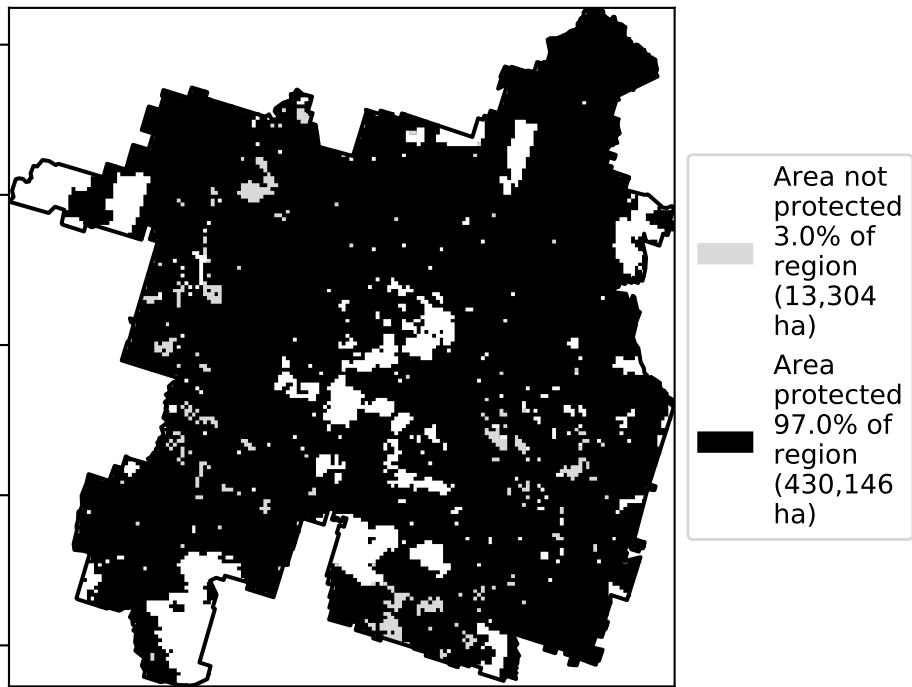 Area not
protected
3.0% of
region
(13,304
ha)
Area
protected
97.0% of
region
(430,146
ha)